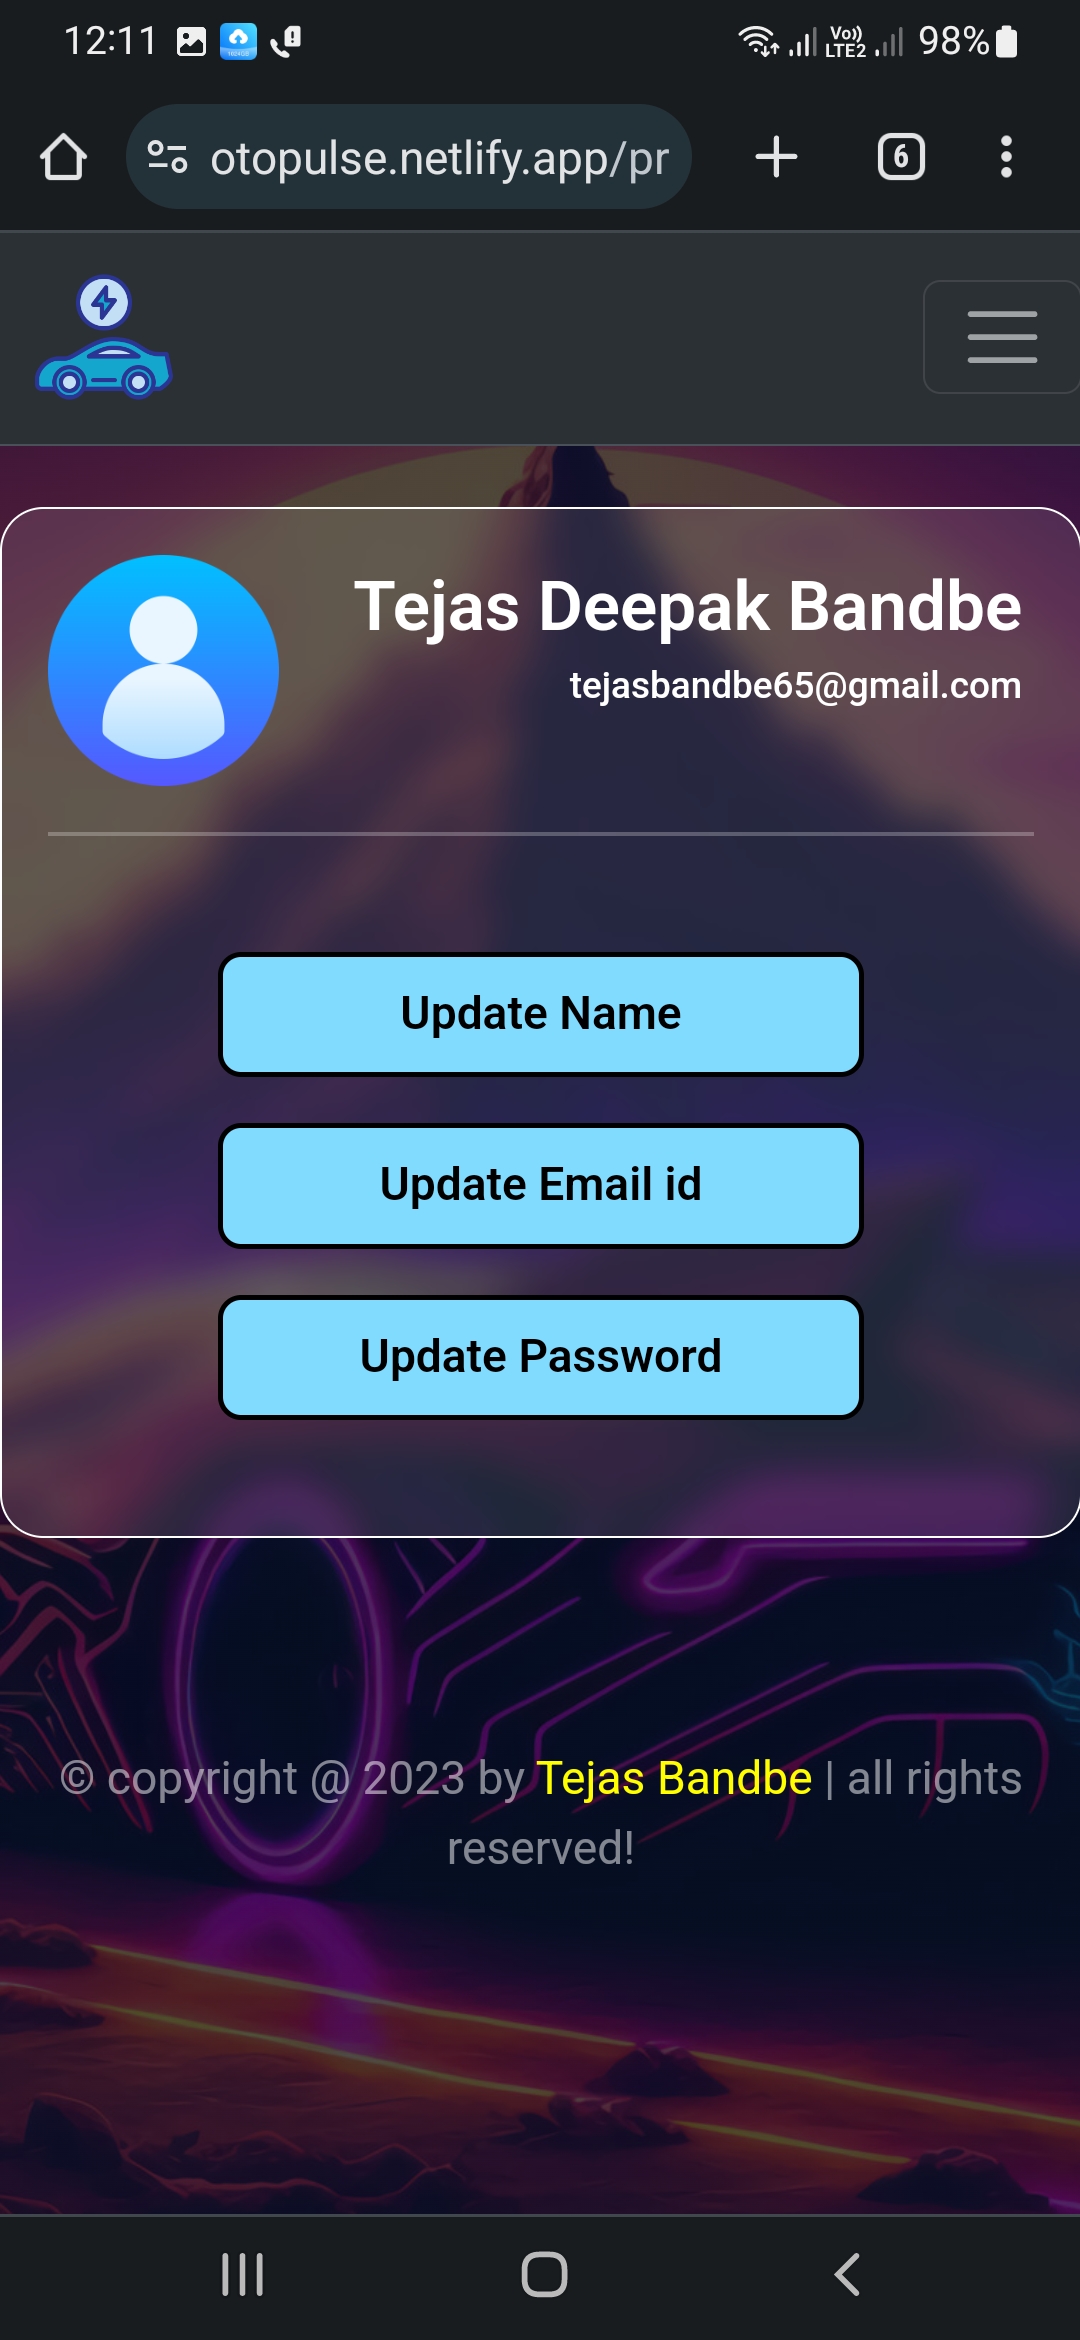 12:11
Vo)) LTE2 98%
otopulse.netlify.app/pr
6
Tejas Deepak Bandbe
tejasbandbe65@gmail.com
Update Name
Update Email id
Update Password
© copyright @ 2023 by Tejas Bandbe | all rights
reserved!